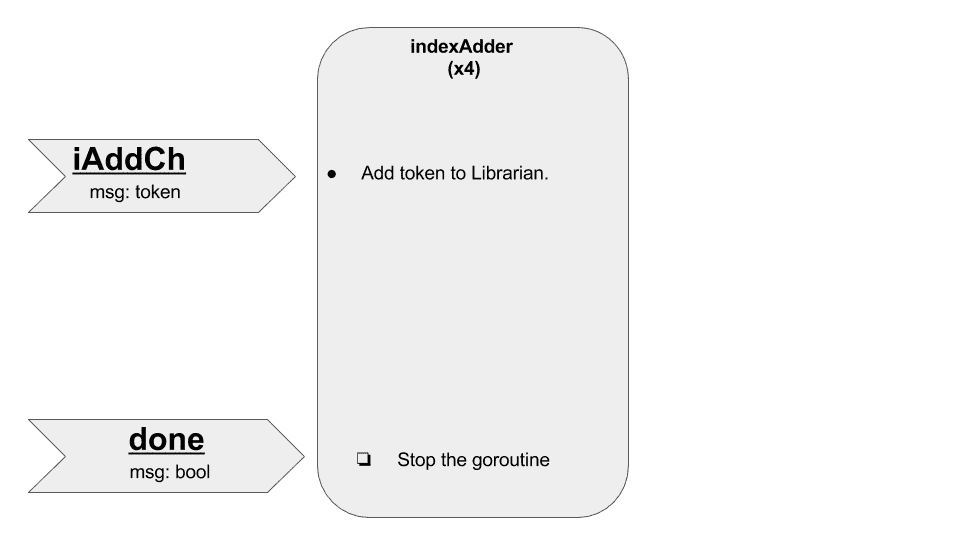 indexAdder
(x4)
iAddCh
msg: token
● Add token to Librarian.
done
msg: bool
❏ Stop the goroutine